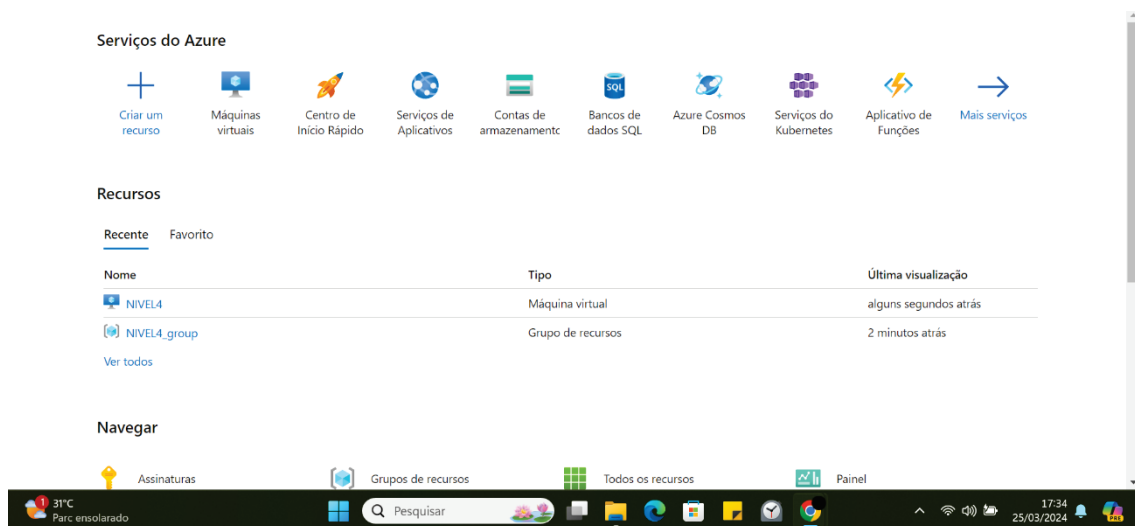 Serviços do Azure
Criar um
recurso
Máquinas
virtuais
Centro de
Início Rápido
Serviços de
Aplicativos
Contas de
armazenamento
SQL
Bancos de
dados SQL
Azure Cosmos
DB
Serviços do
Kubernetes
Aplicativo de
Funções
Mais serviços
Recursos
Recente Favorito
Nome Tipo Última visualização
NIVEL4 Máquina virtual alguns segundos atrás
NIVEL4_group Grupo de recursos 2 minutos atrás
Ver todos
Navegar
Assinaturas Grupos de recursos Todos os recursos Painel
1
31°C
Parc ensolarado
Pesquisar
17:34
25/03/2024
PRE